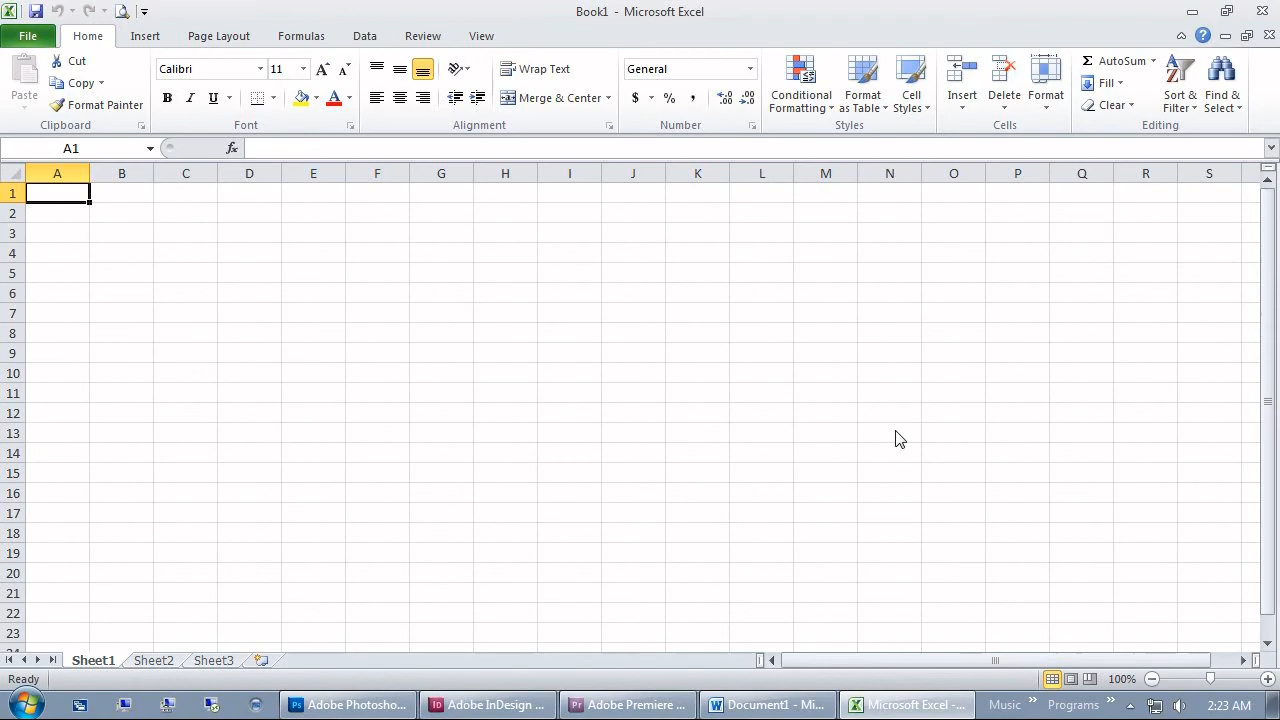 Book1 - Microsoft Excel
File Home Insert Page Layout Formulas Data Review View
Paste
Cut
Copy
Format Painter
Clipboard
Calibri 11
B I U
Font
Wrap Text
Merge & Center
Alignment
General
$ % ,
Number
Conditional Formatting
Format as Table
Cell Styles
Styles
Insert
Delete
Format
Cells
Σ AutoSum
Fill
Clear
Sort & Filter
Find & Select
Editing
A1 fx
A B C D E F G H I J K L M N O P Q R S
1
2
3
4
5
6
7
8
9
10
11
12
13
14
15
16
17
18
19
20
21
22
23
Sheet1 Sheet2 Sheet3
Ready 100%
Adobe Photosho... Adobe InDesign ... Adobe Premiere ... Document1 - Mi... Microsoft Excel -... Music Programs 2:23 AM